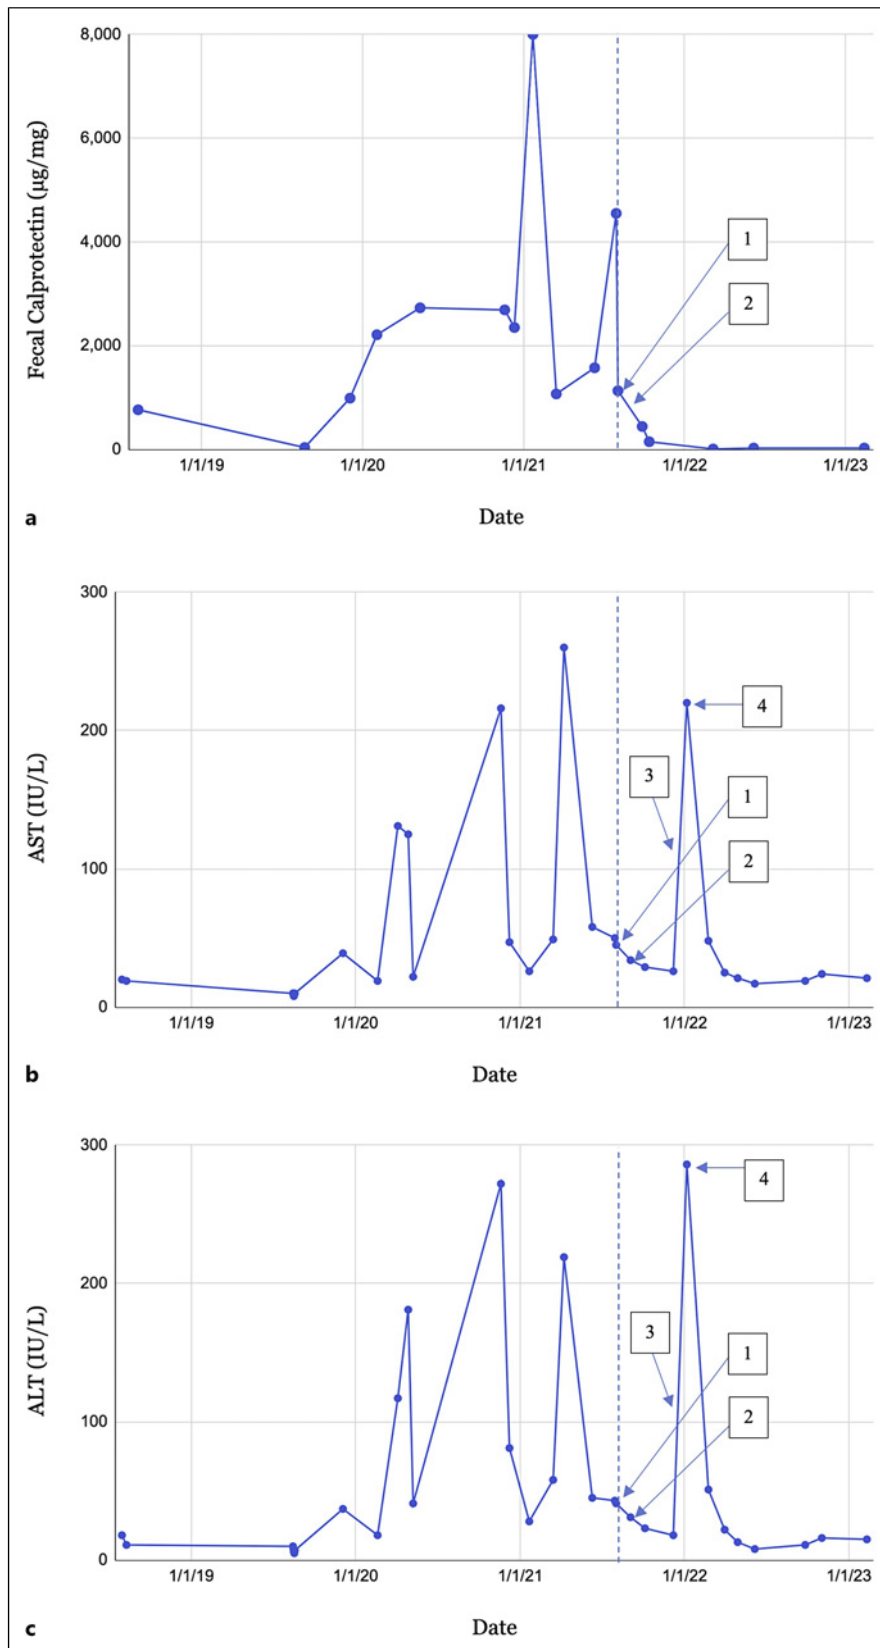 8,000
6,000
4,000
2,000
0
Fecal Calprotectin (µg/mg)
1
2
1/1/19 1/1/20 1/1/21 1/1/22 1/1/23
a
Date
300
200
100
0
AST (IU/L)
4
3
1
2
1/1/19 1/1/20 1/1/21 1/1/22 1/1/23
b
Date
300
200
100
0
ALT (IU/L)
4
3
1
2
1/1/19 1/1/20 1/1/21 1/1/22 1/1/23
c
Date